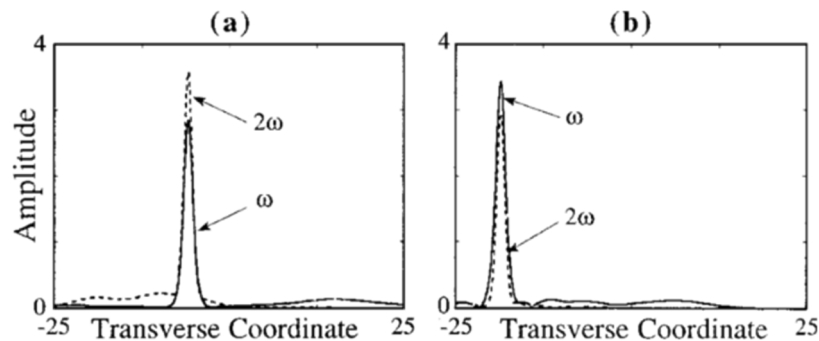 (a) (b)
4 4
2ω ω
ω 2ω
Amplitude
0 0
-25 Transverse Coordinate 25 -25 Transverse Coordinate 25